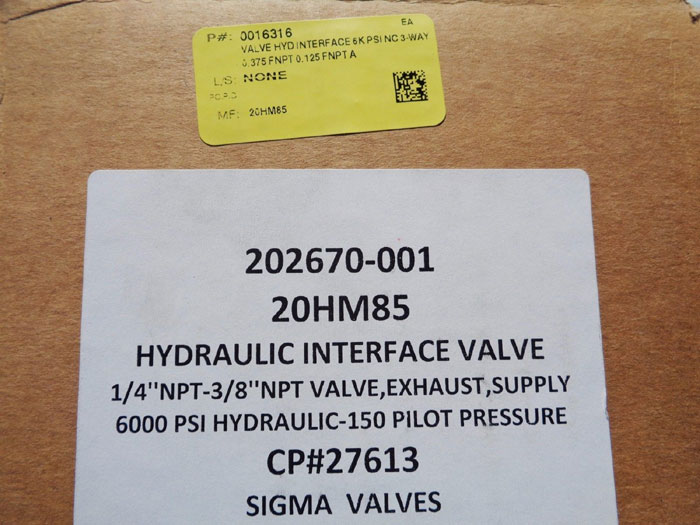 P#: 0016316 EA
VALVE HYD INTERFACE 6K PSI NC 3-WAY
0.375 FNPT 0.125 FNPT A
L/S: NONE
MF: 20HM85
202670-001
20HM85
HYDRAULIC INTERFACE VALVE
1/4"NPT-3/8"NPT VALVE,EXHAUST,SUPPLY
6000 PSI HYDRAULIC-150 PILOT PRESSURE
CP#27613
SIGMA VALVES